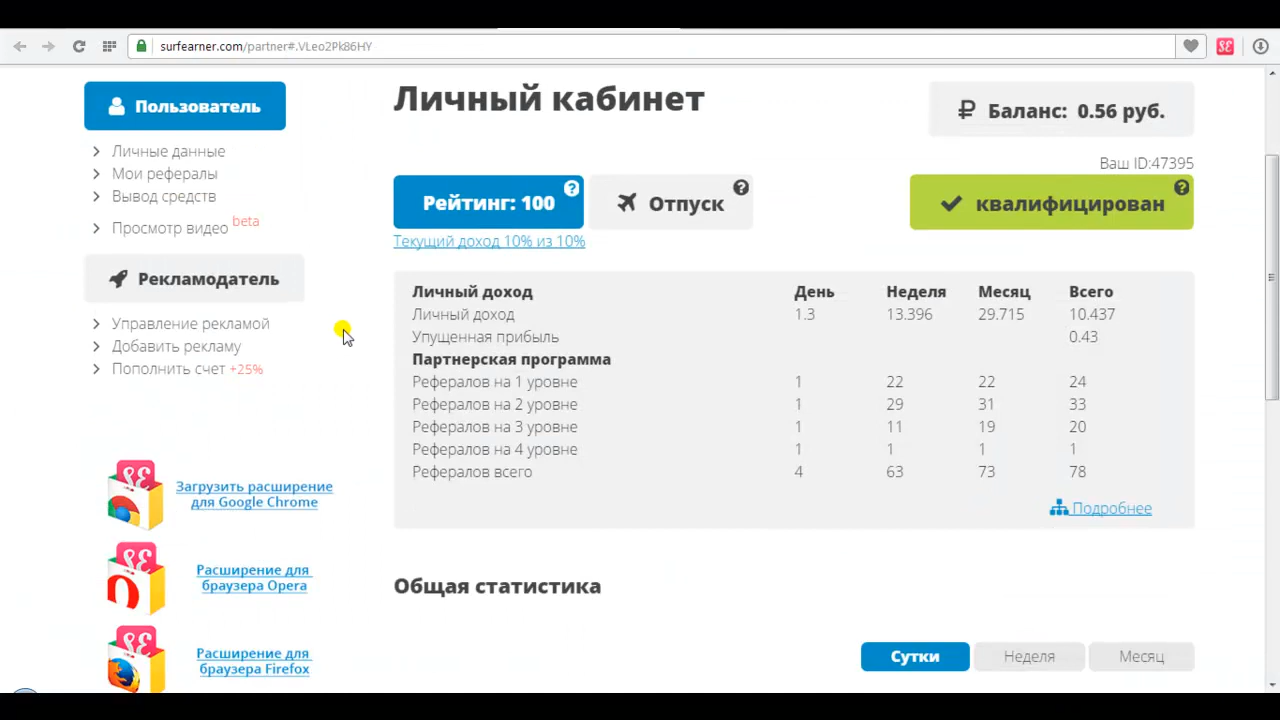 surfearner.com/partner#.VLeo2Pk86HY
Пользователь
Личные данные
Мои рефералы
Вывод средств
Просмотр видео beta
Рекламодатель
Управление рекламой
Добавить рекламу
Пополнить счет +25%
Загрузить расширение
для Google Chrome
Расширение для
браузера Opera
Расширение для
браузера Firefox
Личный кабинет
Баланс: 0.56 руб.
Ваш ID:47395
Рейтинг: 100 ?
Отпуск ?
квалифицирован ?
Текущий доход 10% из 10%
Личный доход День Неделя Месяц Всего
Личный доход 1.3 13.396 29.715 10.437
Упущенная прибыль 0.43
Партнерская программа
Рефералов на 1 уровне 1 22 22 24
Рефералов на 2 уровне 1 29 31 33
Рефералов на 3 уровне 1 11 19 20
Рефералов на 4 уровне 1 1 1 1
Рефералов всего 4 63 73 78
Подробнее
Общая статистика
Сутки Неделя Месяц